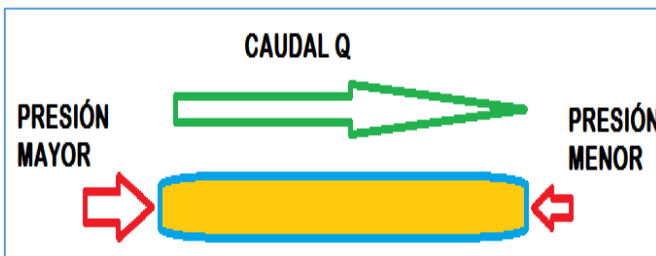 CAUDAL Q
PRESIÓN
MAYOR
PRESIÓN
MENOR